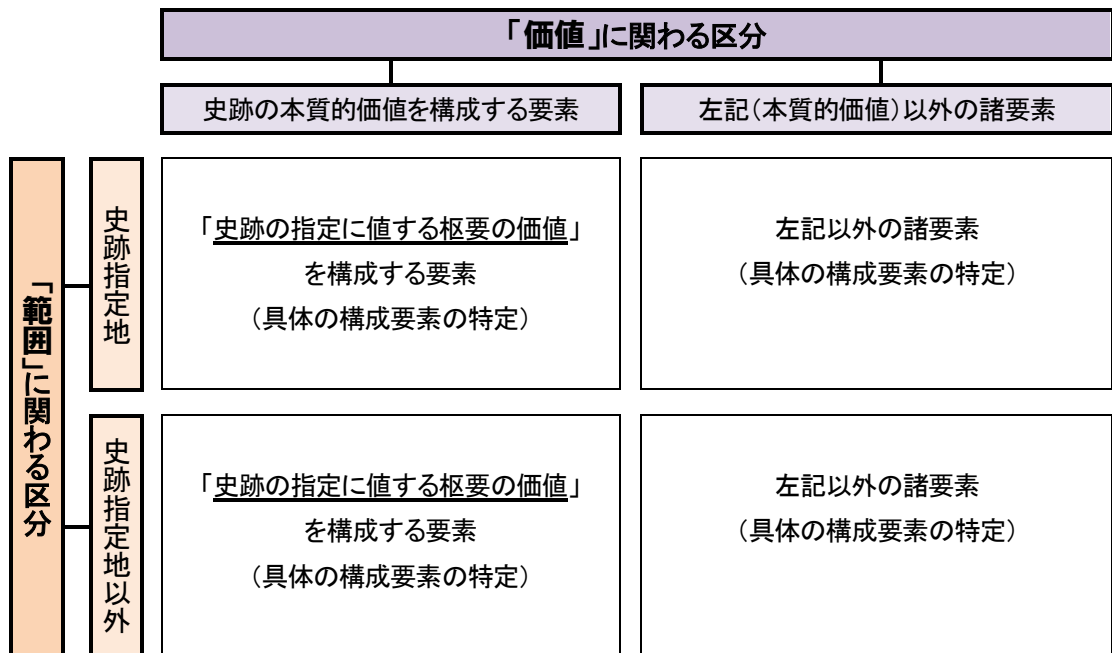 「価値」に関わる区分
史跡の本質的価値を構成する要素
左記（本質的価値）以外の諸要素
「範囲」に関わる区分
史跡指定地
「史跡の指定に値する枢要の価値」
を構成する要素
（具体の構成要素の特定）
左記以外の諸要素
（具体の構成要素の特定）
史跡指定地以外
「史跡の指定に値する枢要の価値」
を構成する要素
（具体の構成要素の特定）
左記以外の諸要素
（具体の構成要素の特定）